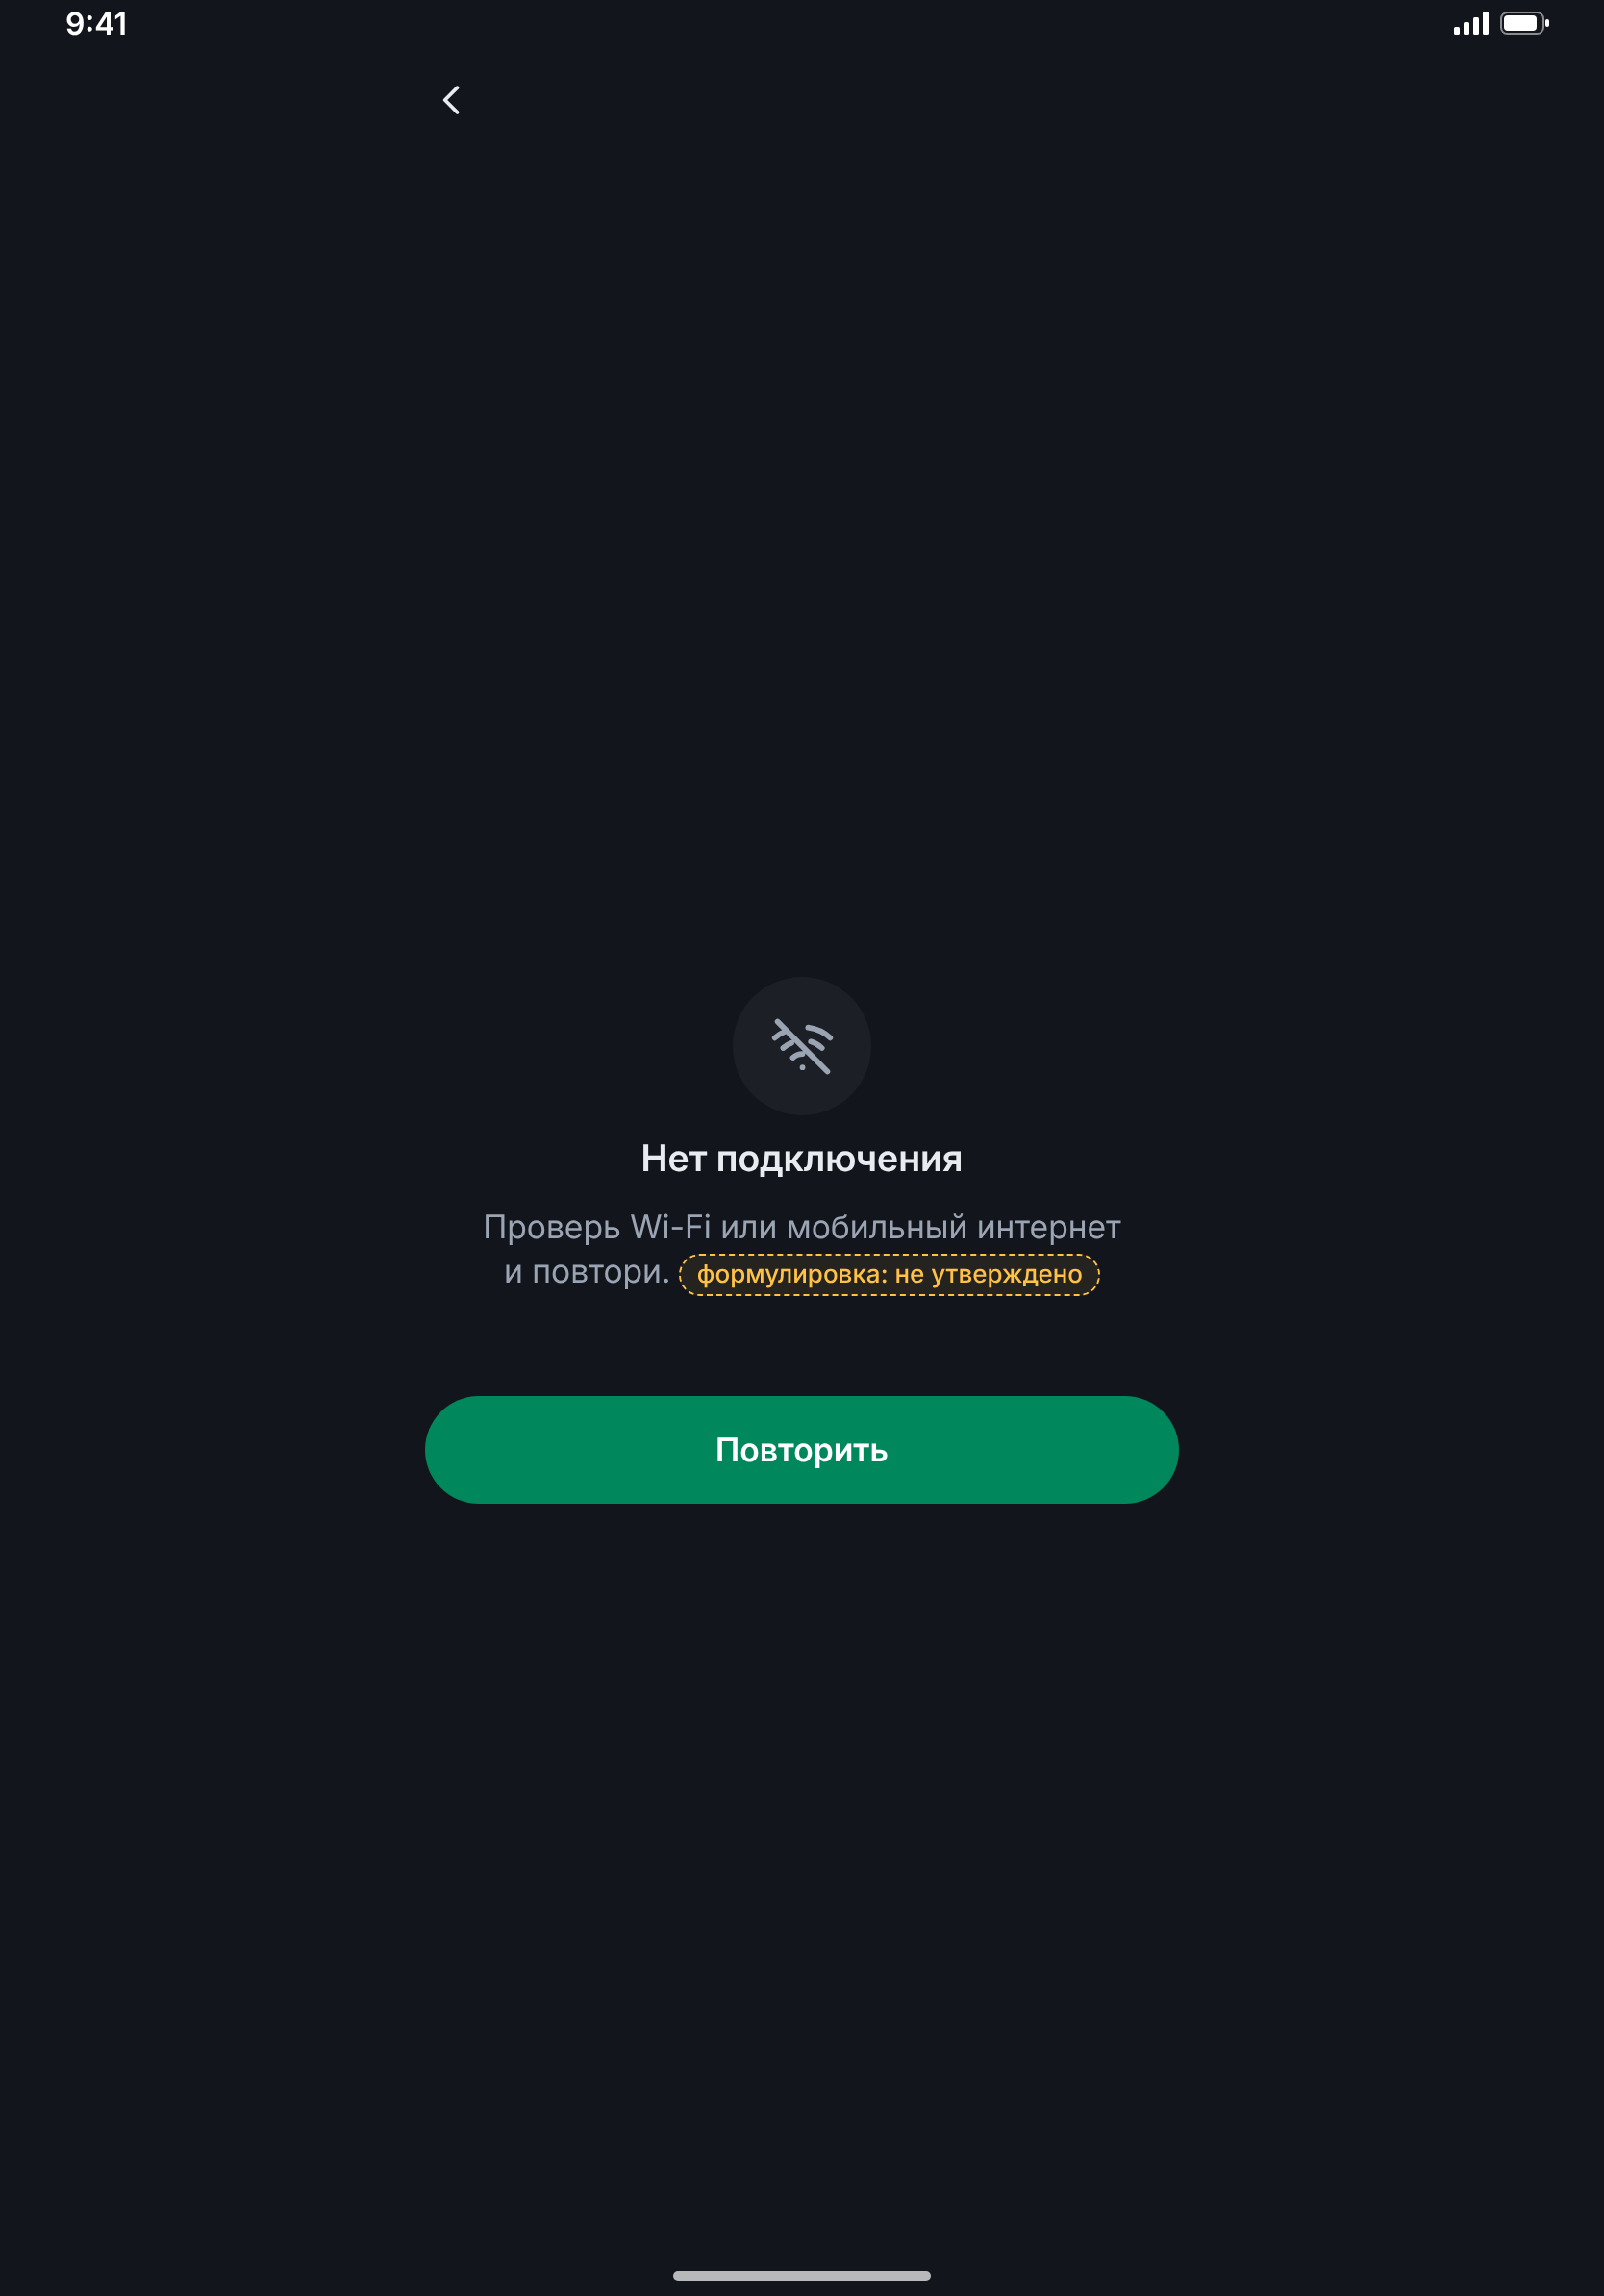 9:41
Нет подключения
Проверь Wi-Fi или мобильный интернет
и повтори. формулировка: не утверждено
Повторить